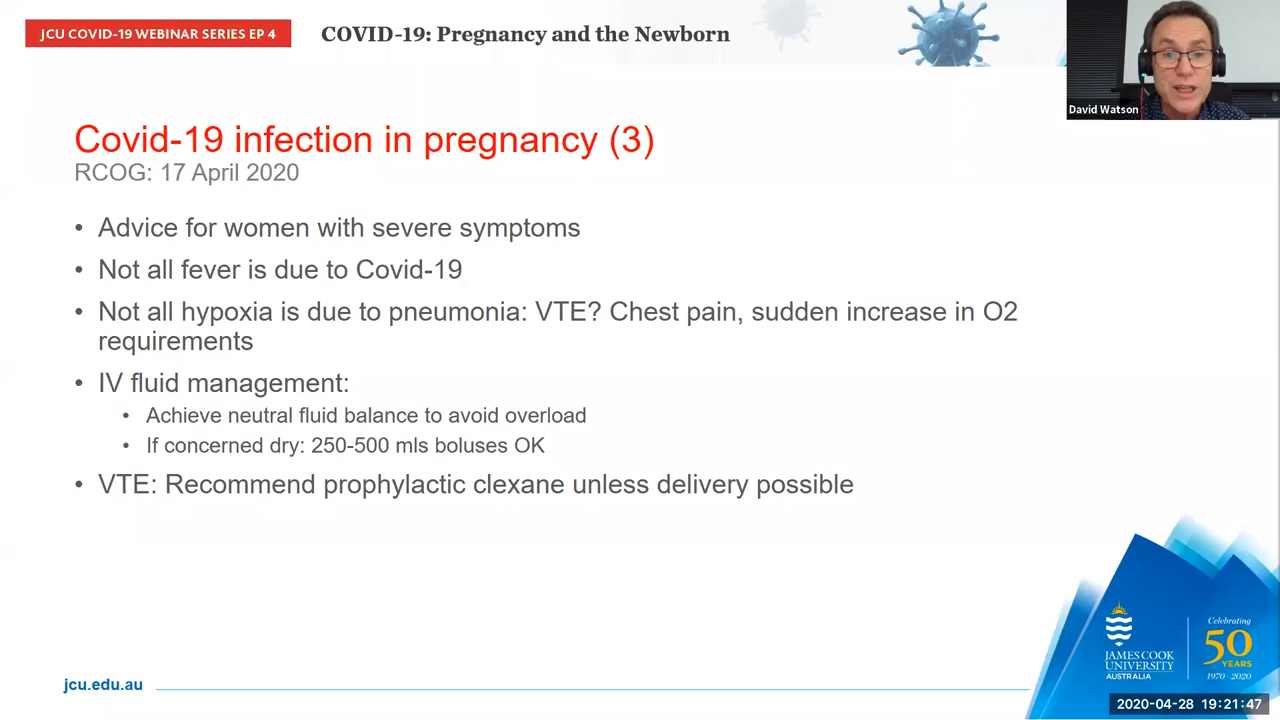 JCU COVID-19 WEBINAR SERIES EP 4
COVID-19: Pregnancy and the Newborn
David Watson
Covid-19 infection in pregnancy (3)
RCOG: 17 April 2020
• Advice for women with severe symptoms
• Not all fever is due to Covid-19
• Not all hypoxia is due to pneumonia: VTE? Chest pain, sudden increase in O2
requirements
• IV fluid management:
• Achieve neutral fluid balance to avoid overload
• If concerned dry: 250-500 mls boluses OK
• VTE: Recommend prophylactic clexane unless delivery possible
JAMES COOK
UNIVERSITY
AUSTRALIA
Celebrating
50
YEARS
1970 - 2020
jcu.edu.au
2020-04-28 19:21:47